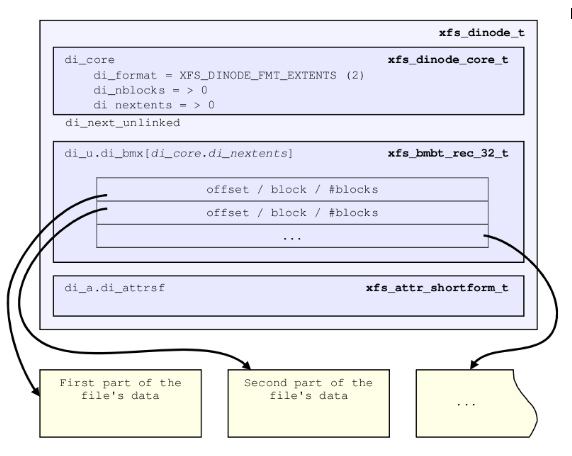 xfs_dinode_t
di_core xfs_dinode_core_t
di_format = XFS_DINODE_FMT_EXTENTS (2)
di_nblocks = > 0
di nextents = > 0
di_next_unlinked
di_u.di_bmx[di_core.di_nextents] xfs_bmbt_rec_32_t
offset / block / #blocks
offset / block / #blocks
...
di_a.di_attrsf xfs_attr_shortform_t
First part of the
file's data
Second part of the
file's data
...